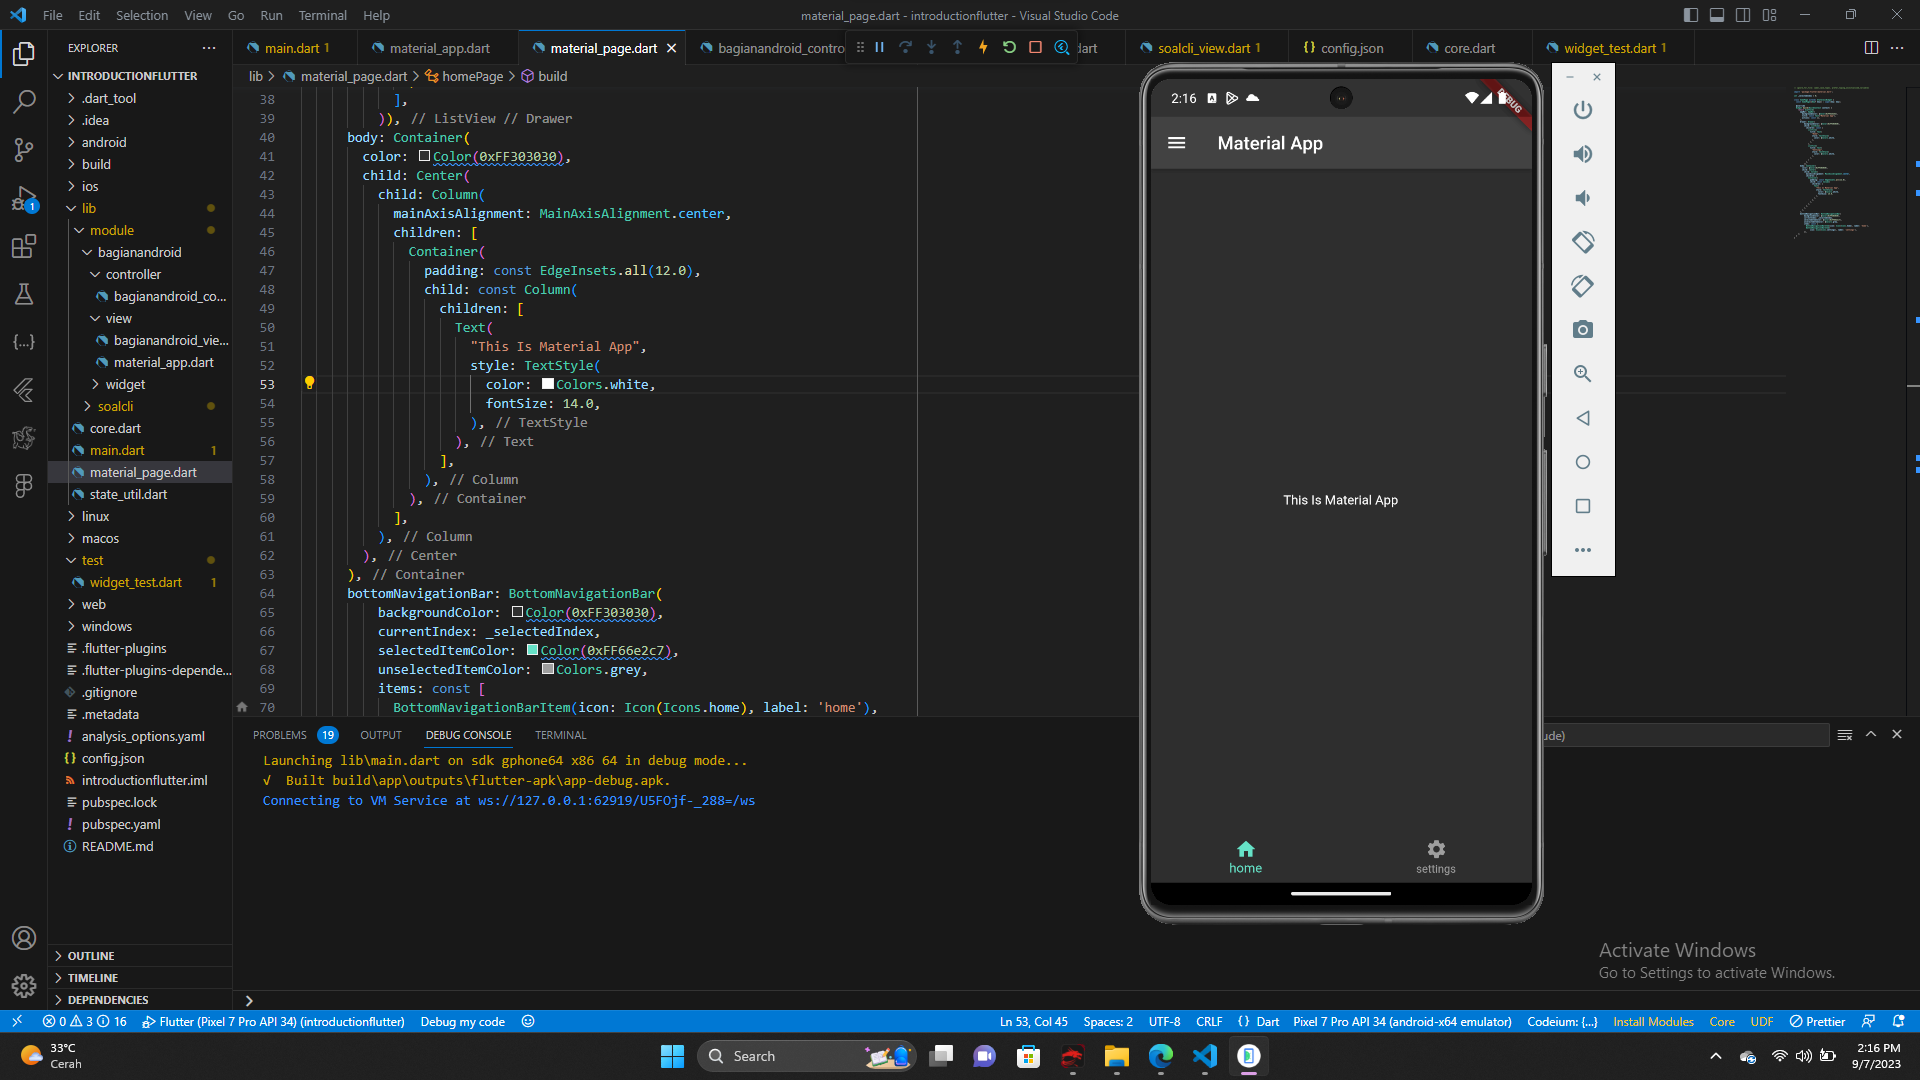 File Edit Selection View Go Run Terminal Help
material_page.dart - introductionflutter - Visual Studio Code
EXPLORER
main.dart 1
material_app.dart
material_page.dart
bagianandroid_contro
dart
soalcli_view.dart 1
config.json
core.dart
widget_test.dart 1
INTRODUCTIONFLUTTER
.dart_tool
.idea
android
build
ios
lib
module
bagianandroid
controller
bagianandroid_co...
view
bagianandroid_vie...
material_app.dart
widget
soalcli
core.dart
main.dart 1
material_page.dart
state_util.dart
linux
macos
test
widget_test.dart 1
web
windows
.flutter-plugins
.flutter-plugins-depende...
.gitignore
.metadata
analysis_options.yaml
config.json
introductionflutter.iml
pubspec.lock
pubspec.yaml
README.md
OUTLINE
TIMELINE
DEPENDENCIES
lib > material_page.dart > homePage > build
38 ],
39 )), // ListView // Drawer
40 body: Container(
41 color: Color(0xFF303030),
42 child: Center(
43 child: Column(
44 mainAxisAlignment: MainAxisAlignment.center,
45 children: [
46 Container(
47 padding: const EdgeInsets.all(12.0),
48 child: const Column(
49 children: [
50 Text(
51 "This Is Material App",
52 style: TextStyle(
53 color: Colors.white,
54 fontSize: 14.0,
55 ), // TextStyle
56 ), // Text
57 ],
58 ), // Column
59 ), // Container
60 ],
61 ), // Column
62 ), // Center
63 ), // Container
64 bottomNavigationBar: BottomNavigationBar(
65 backgroundColor: Color(0xFF303030),
66 currentIndex: _selectedIndex,
67 selectedItemColor: Color(0xFF66e2c7),
68 unselectedItemColor: Colors.grey,
69 items: const [
70 BottomNavigationBarItem(icon: Icon(Icons.home), label: 'home'),
2:16
DEBUG
Material App
This Is Material App
home
settings
PROBLEMS 19 OUTPUT DEBUG CONSOLE TERMINAL
ude)
Launching lib\main.dart on sdk gphone64 x86 64 in debug mode...
√ Built build\app\outputs\flutter-apk\app-debug.apk.
Connecting to VM Service at ws://127.0.0.1:62919/U5FOjf-_288=/ws
Activate Windows
Go to Settings to activate Windows.
1
0 3 16 Flutter (Pixel 7 Pro API 34) (introductionflutter) Debug my code
Ln 53, Col 45 Spaces: 2 UTF-8 CRLF {} Dart Pixel 7 Pro API 34 (android-x64 emulator) Codeium: {...} Install Modules Core UDF Prettier
33°C
Cerah
Search
2:16 PM
9/7/2023